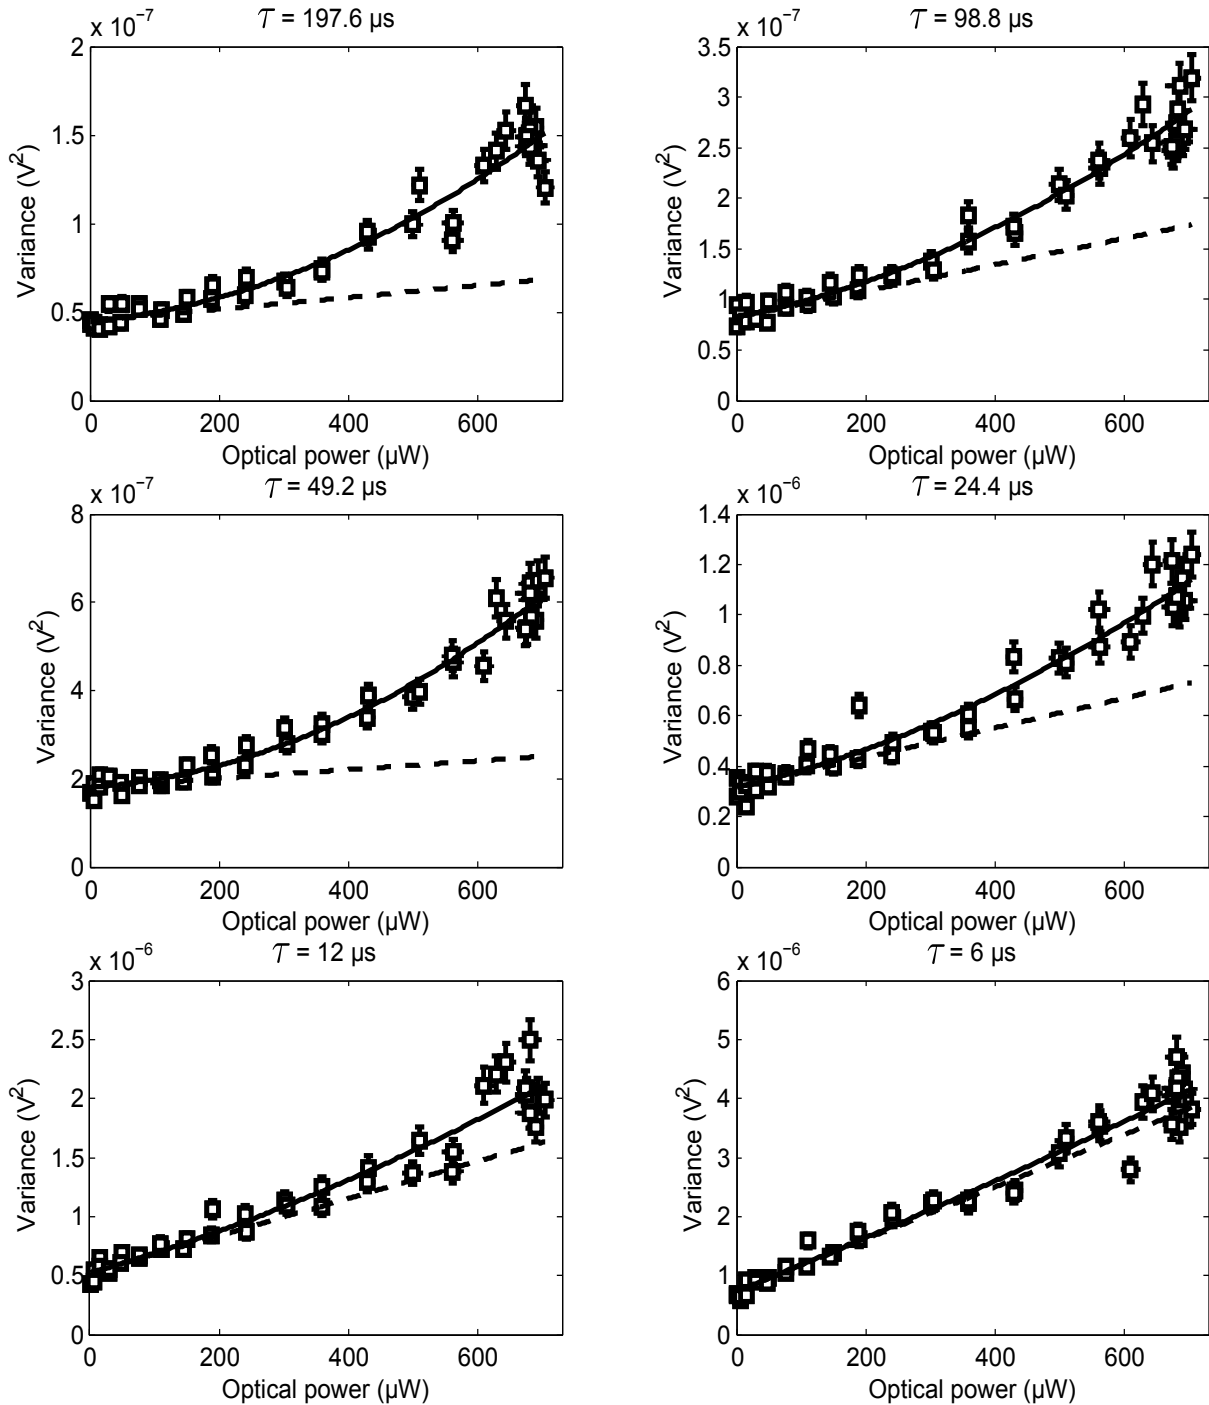 x 10⁻⁷
τ = 197.6 µs
2
1.5
1
0.5
0
Variance (V²)
0 200 400 600
Optical power (µW)
x 10⁻⁷
τ = 98.8 µs
3.5
3
2.5
2
1.5
1
0.5
0
Variance (V²)
0 200 400 600
Optical power (µW)
x 10⁻⁷
τ = 49.2 µs
8
6
4
2
0
Variance (V²)
0 200 400 600
Optical power (µW)
x 10⁻⁶
τ = 24.4 µs
1.4
1.2
1
0.8
0.6
0.4
0.2
0
Variance (V²)
0 200 400 600
Optical power (µW)
x 10⁻⁶
τ = 12 µs
3
2.5
2
1.5
1
0.5
0
Variance (V²)
0 200 400 600
Optical power (µW)
x 10⁻⁶
τ = 6 µs
6
5
4
3
2
1
0
Variance (V²)
0 200 400 600
Optical power (µW)